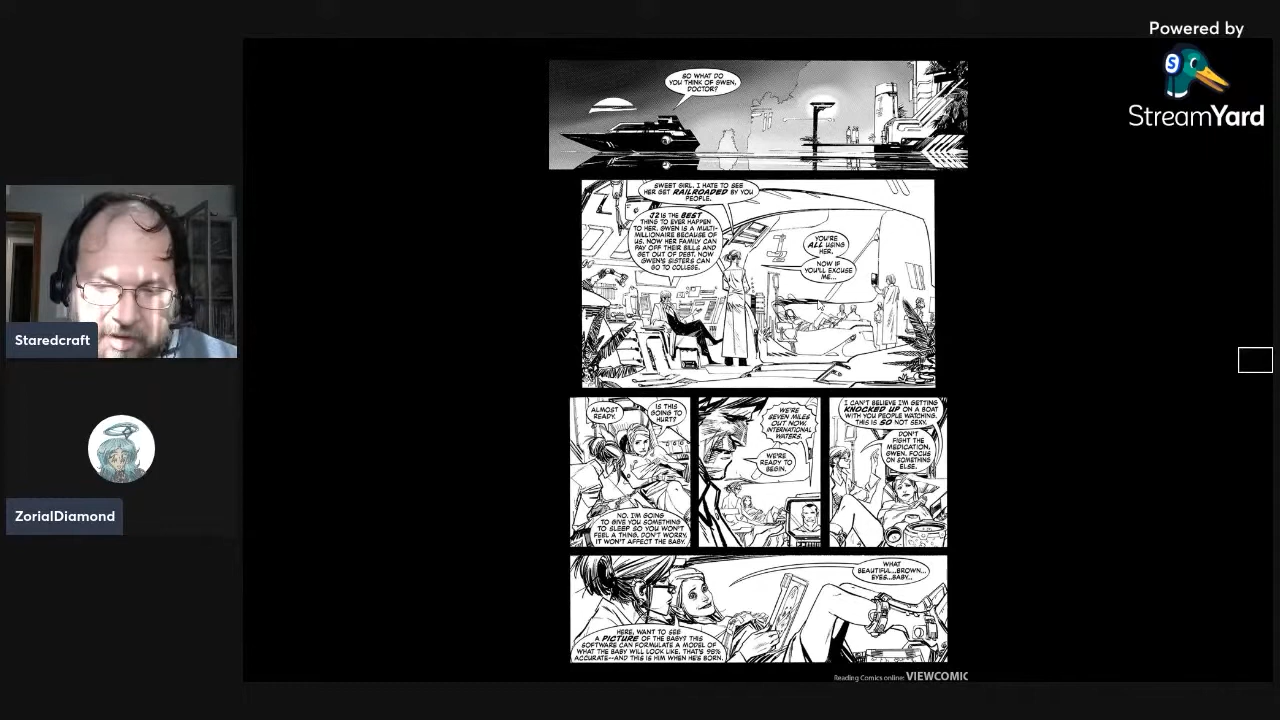 Powered by
StreamYard
SO WHAT DO
YOU THINK OF GWEN,
DOCTOR?
SWEET GIRL. I HATE TO SEE
HER GET RAILROADED BY YOU
PEOPLE.
J2 IS THE BEST
THING TO EVER HAPPEN
TO HER. GWEN IS A MULTI-
MILLIONAIRE BECAUSE OF
US. NOW HER FAMILY CAN
PAY OFF THEIR BILLS AND
GET OUT OF DEBT. NOW
GWEN'S SISTERS CAN
GO TO COLLEGE.
YOU'RE
ALL USING
HER.
NOW IF
YOU'LL EXCUSE
ME...
ALMOST
READY.
IS THIS
GOING TO
HURT?
NO. I'M GOING
TO GIVE YOU SOMETHING
TO SLEEP SO YOU WON'T
FEEL A THING. DON'T WORRY,
IT WON'T AFFECT THE BABY.
WE'RE
SEVEN MILES
OUT NOW.
INTERNATIONAL
WATERS.
WE'RE
READY TO
BEGIN.
I CAN'T BELIEVE I'M GETTING
KNOCKED UP ON A BOAT
WITH YOU PEOPLE WATCHING.
THIS IS SO NOT SEXY.
DON'T
FIGHT THE
MEDICATION,
GWEN. FOCUS
ON SOMETHING
ELSE.
HERE, WANT TO SEE
A PICTURE OF THE BABY? THIS
SOFTWARE CAN FORMULATE A MODEL OF
WHAT THE BABY WILL LOOK LIKE. THAT'S 98%
ACCURATE--AND THIS IS HIM WHEN HE'S BORN.
WHAT
BEAUTIFUL...BROWN...
EYES...BABY...
Reading Comics online: VIEWCOMIC
Staredcraft
ZorialDiamond